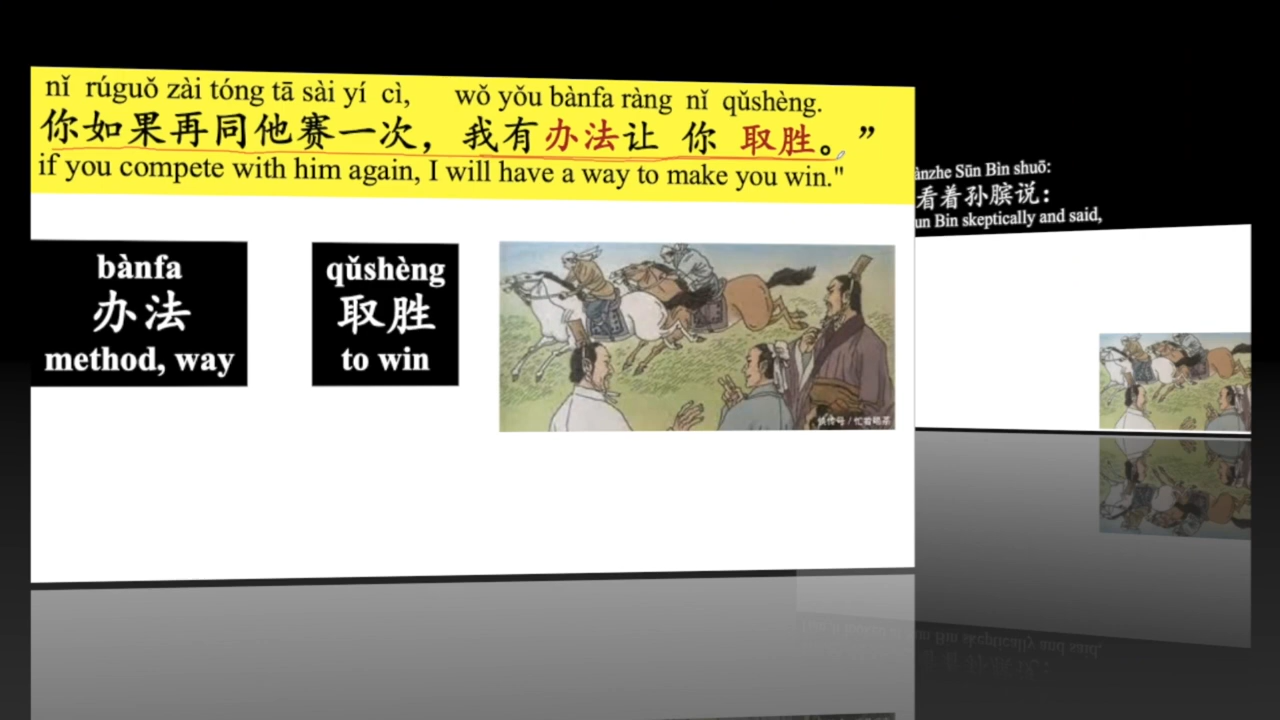 nǐ rúguǒ zài tóng tā sài yí cì, wǒ yǒu bànfa ràng nǐ qǔshèng.
你如果再同他赛一次，我有办法让 你 取胜。”
if you compete with him again, I will have a way to make you win."
bànfa
办法
method, way
qǔshèng
取胜
to win
ànzhe Sūn Bìn shuō:
看着孙膑说：
un Bin skeptically and said,